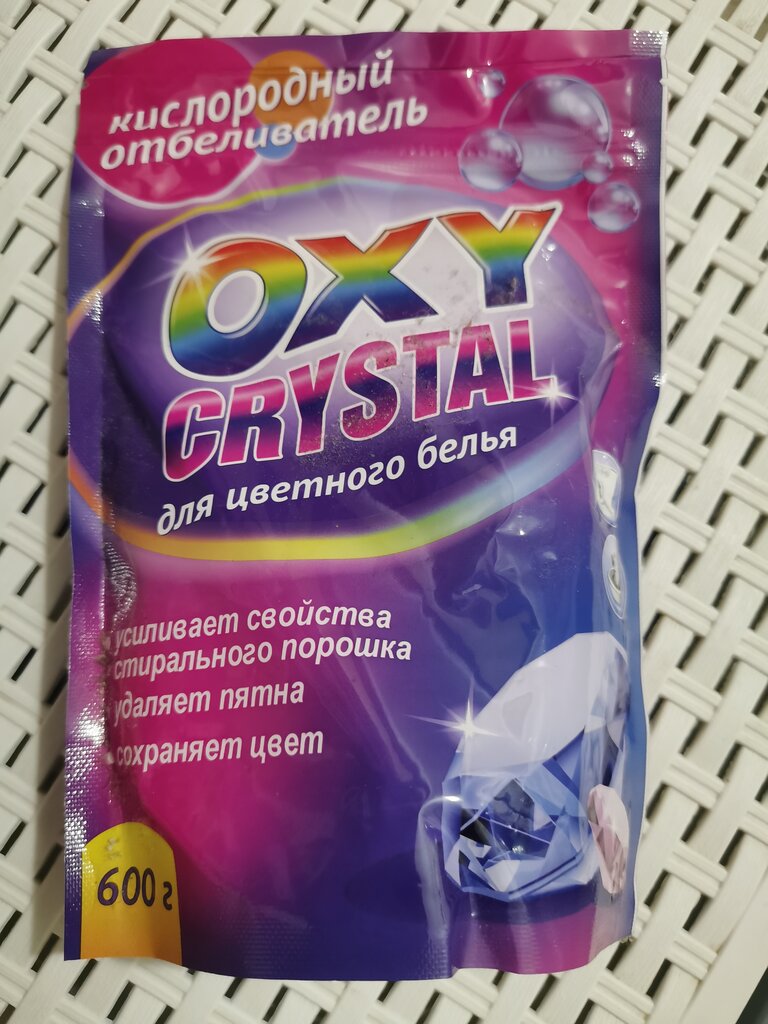 кислородный
отбеливатель
OXY
CRYSTAL
для цветного белья
усиливает свойства
стирального порошка
удаляет пятна
сохраняет цвет
600 г